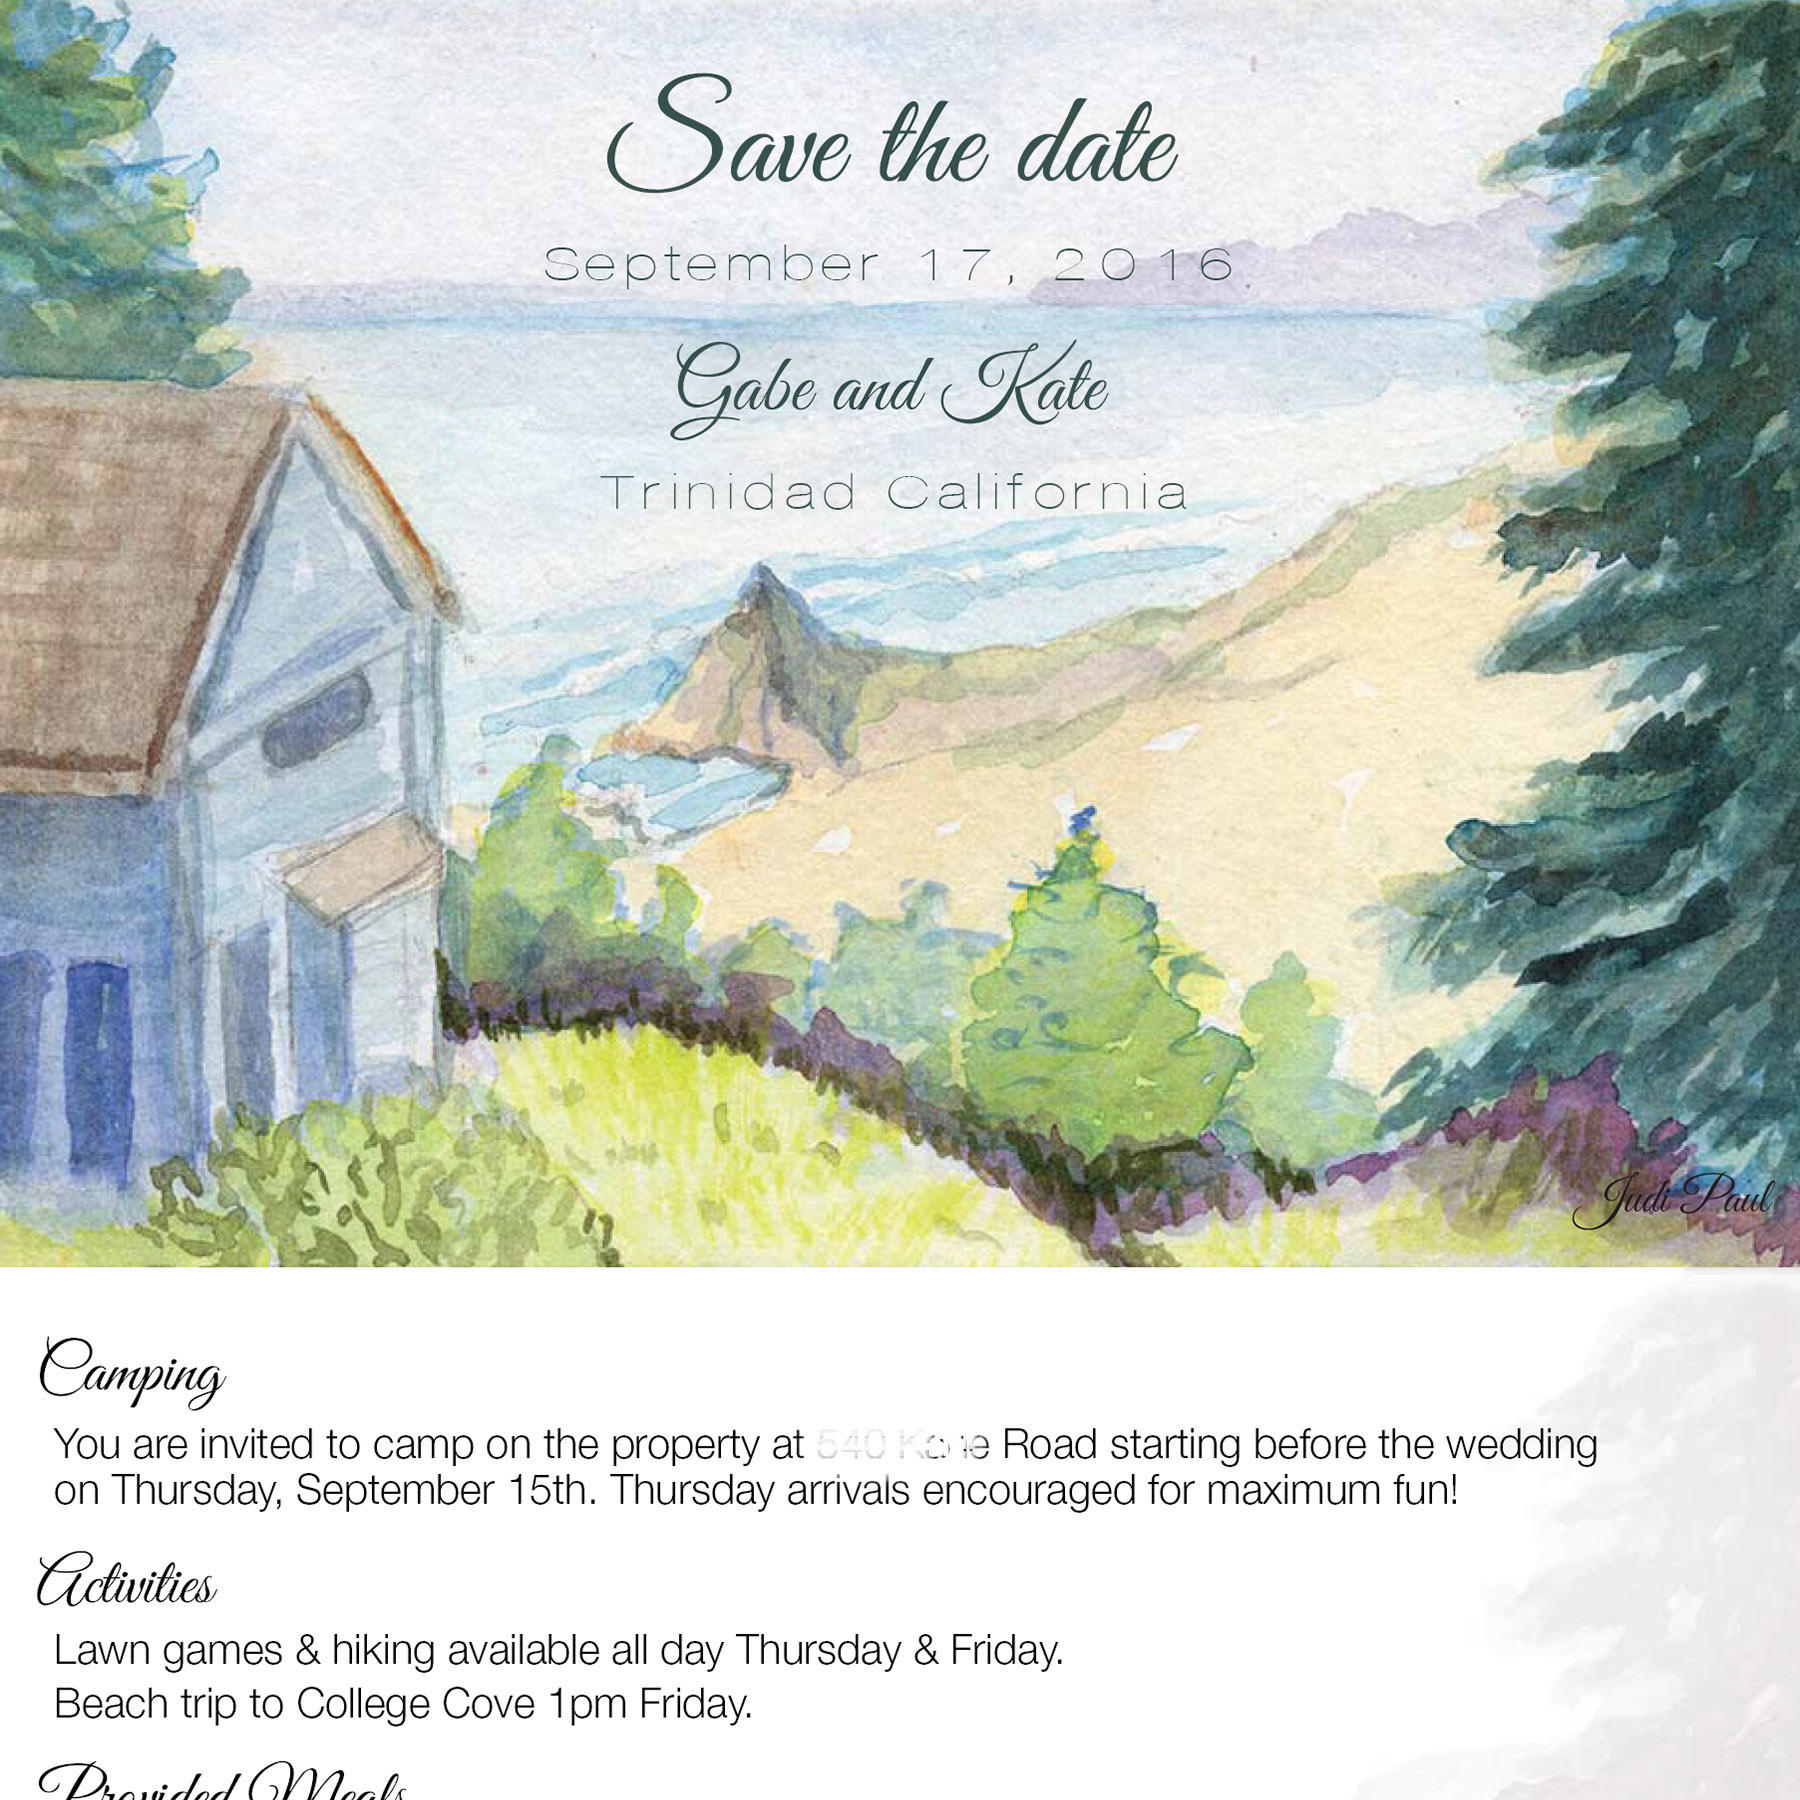 Save the date
September 17, 2016
Gabe and Kate
Trinidad California
Judi Paul
Camping
You are invited to camp on the property at Road starting before the wedding
on Thursday, September 15th. Thursday arrivals encouraged for maximum fun!
Activities
Lawn games & hiking available all day Thursday & Friday.
Beach trip to College Cove 1pm Friday.
Provided Meals